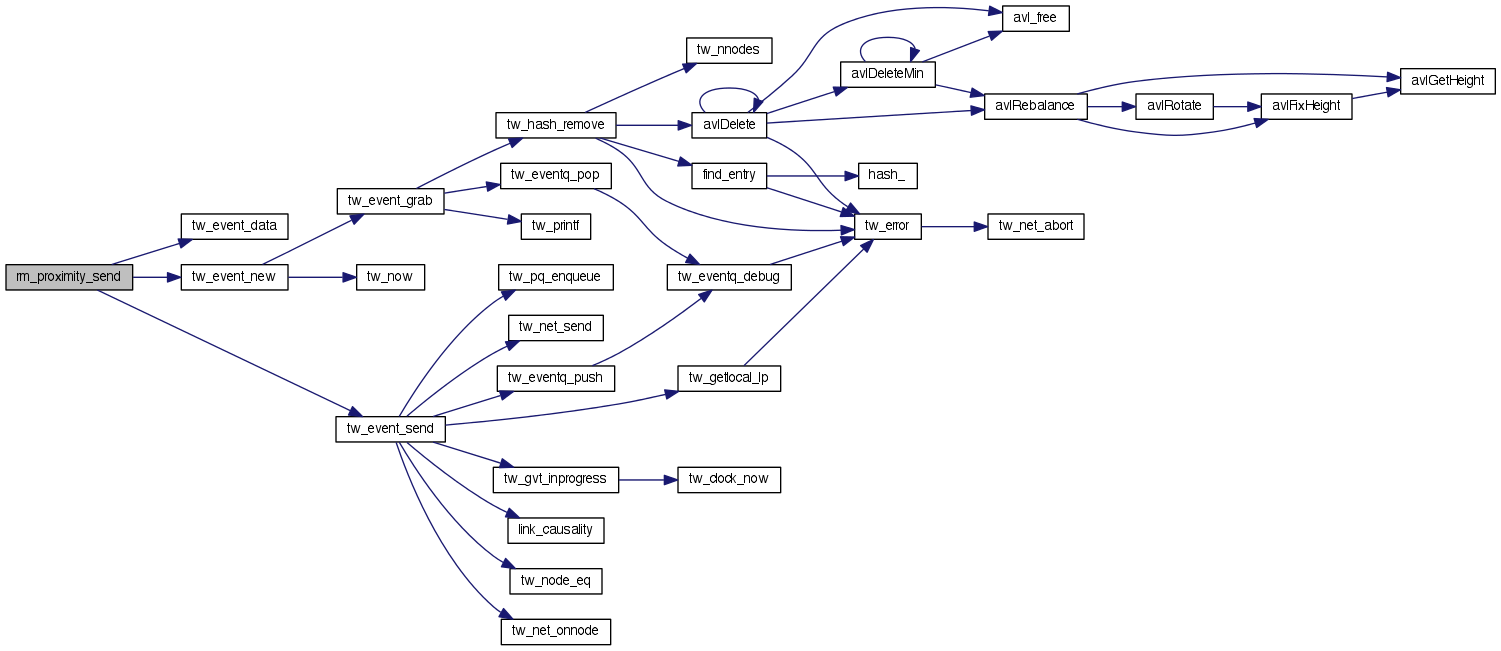 avl_free
tw_nnodes
avlDeleteMin
avlGetHeight
avlRebalance
avlRotate
avlFixHeight
tw_hash_remove
avlDelete
tw_eventq_pop
find_entry
hash_
tw_event_grab
tw_event_data
tw_printf
tw_error
tw_net_abort
rm_proximity_send
tw_event_new
tw_now
tw_pq_enqueue
tw_eventq_debug
tw_net_send
tw_eventq_push
tw_getlocal_lp
tw_event_send
tw_gvt_inprogress
tw_clock_now
link_causality
tw_node_eq
tw_net_onnode